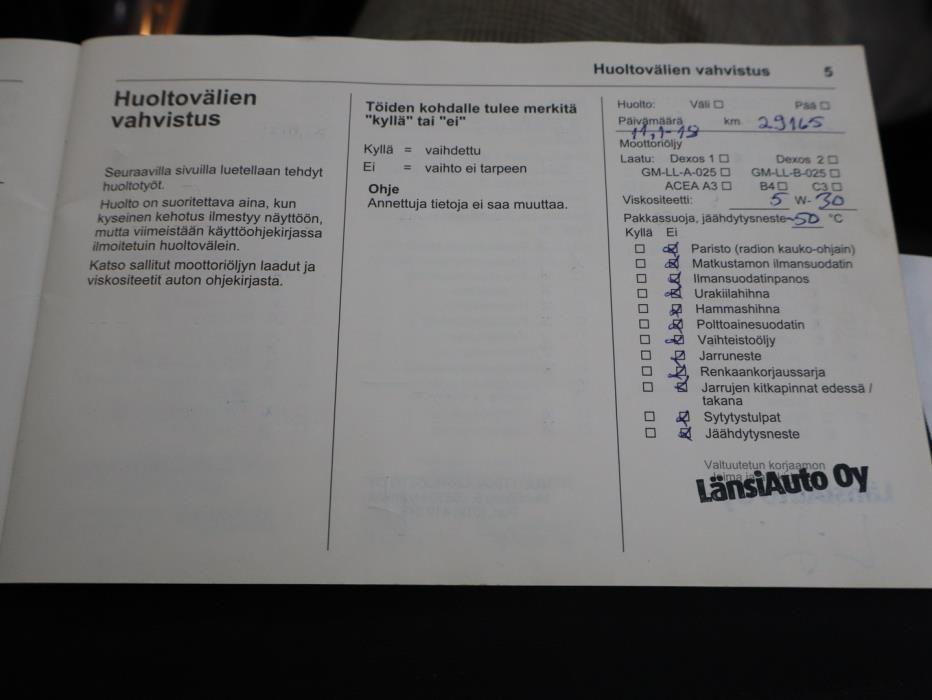 Huoltovälien vahvistus 5
Huoltovälien
vahvistus
Seuraavilla sivuilla luetellaan tehdyt
huoltotyöt.
Huolto on suoritettava aina, kun
kyseinen kehotus ilmestyy näyttöön,
mutta viimeistään käyttöohjekirjassa
ilmoitetuin huoltovälein.
Katso sallitut moottoriöljyn laadut ja
viskositeetit auton ohjekirjasta.
Töiden kohdalle tulee merkitä
"kyllä" tai "ei"
Kyllä = vaihdettu
Ei = vaihto ei tarpeen
Ohje
Annettuja tietoja ei saa muuttaa.
Huolto: Väli ☐ Pää ☐
Päivämäärä km 29165
11,1-18
Moottoriöljy
Laatu: Dexos 1 ☐ Dexos 2 ☐
GM-LL-A-025 ☐ GM-LL-B-025 ☐
ACEA A3 ☐ B4 ☐ C3 ☐
Viskositeetti: 5 W- 30
Pakkassuoja, jäähdytysneste -50 °C
Kyllä Ei
Paristo (radion kauko-ohjain)
Matkustamon ilmansuodatin
Ilmansuodatinpanos
Urakiilahihna
Hammashihna
Polttoainesuodatin
Vaihteistoöljy
Jarruneste
Renkaankorjaussarja
Jarrujen kitkapinnat edessä /
takana
Sytytystulpat
Jäähdytysneste
Valtuutetun korjaamon
LänsiAuto Oy